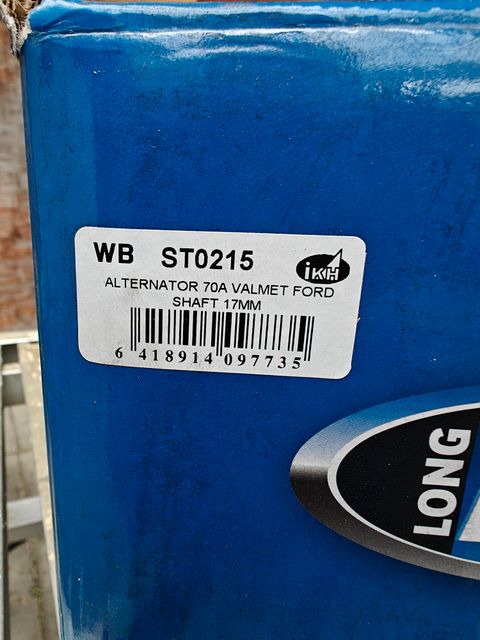 WB ST0215
iKH
ALTERNATOR 70A VALMET FORD
SHAFT 17MM
6 418914 097735
LONG